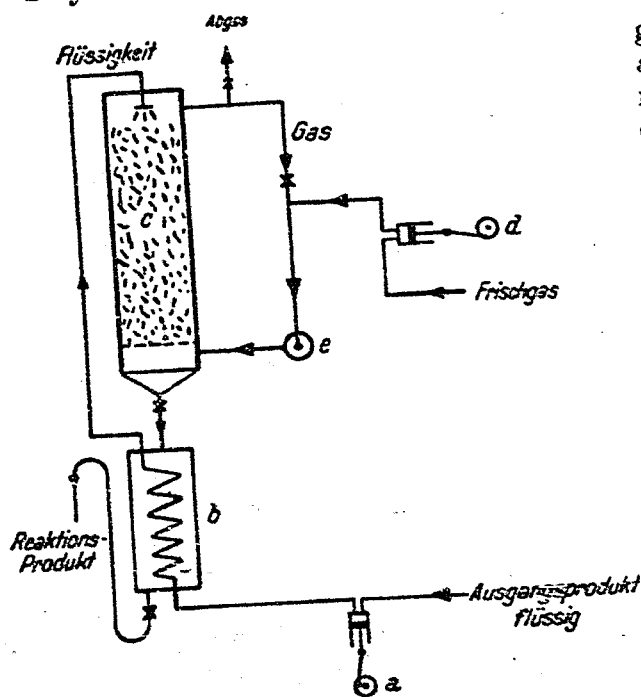 Abgas
Flüssigkeit
Gas
c
d
Frischgas
e
b
Reaktions-
Produkt
Ausgangsprodukt
flüssig
a